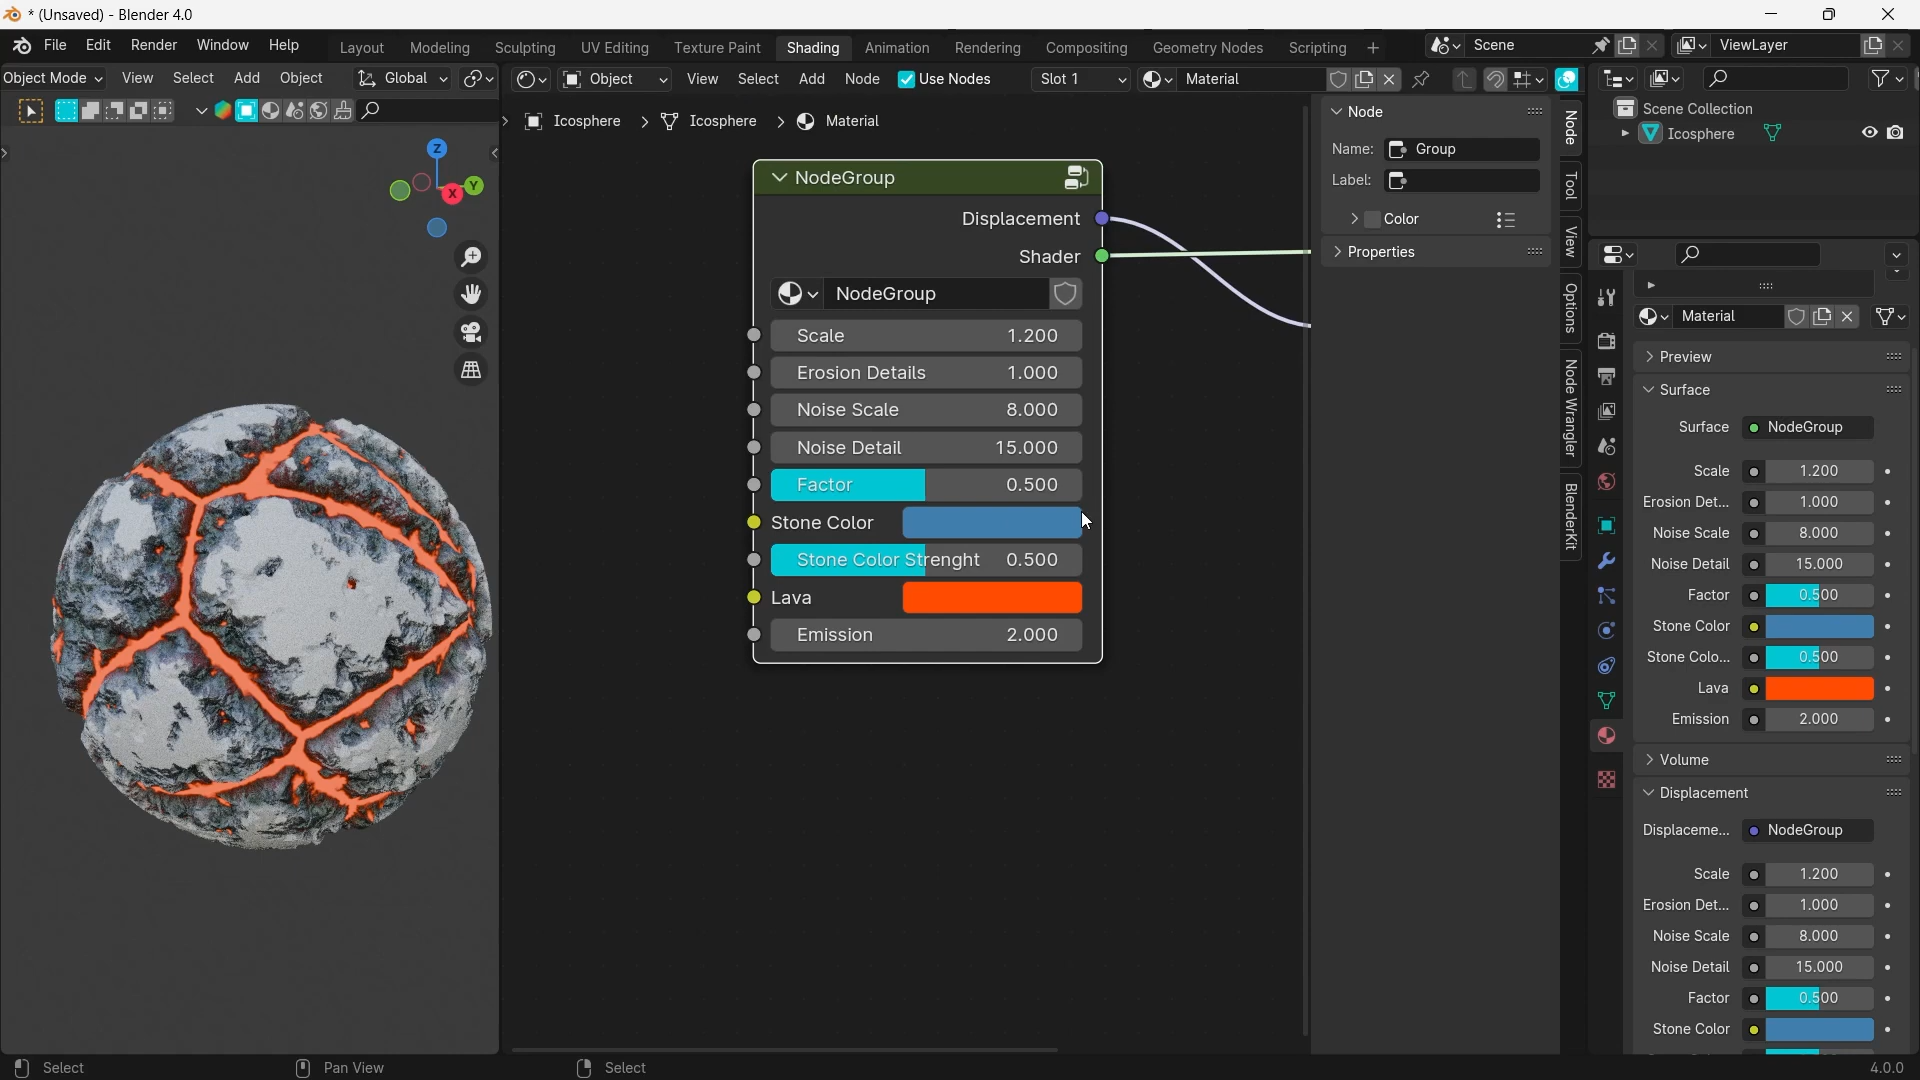 * (Unsaved) - Blender 4.0
File Edit Render Window Help Layout Modeling Sculpting UV Editing Texture Paint Shading Animation Rendering Compositing Geometry Nodes Scripting + Scene ViewLayer
Object Mode View Select Add Object Global Object View Select Add Node Use Nodes Slot 1 Material
Icosphere > Icosphere > Material
Scene Collection
Icosphere
Z
Y
X
Node
Name: Group
Label:
Color
Properties
Node
Tool
View
Options
Node Wrangler
BlenderKit
NodeGroup
Displacement
Shader
NodeGroup
Scale 1.200
Erosion Details 1.000
Noise Scale 8.000
Noise Detail 15.000
Factor 0.500
Stone Color
Stone Color Strenght 0.500
Lava
Emission 2.000
Material
Preview
Surface
Surface NodeGroup
Scale 1.200
Erosion Det... 1.000
Noise Scale 8.000
Noise Detail 15.000
Factor 0.500
Stone Color
Stone Colo... 0.500
Lava
Emission 2.000
Volume
Displacement
Displaceme... NodeGroup
Scale 1.200
Erosion Det... 1.000
Noise Scale 8.000
Noise Detail 15.000
Factor 0.500
Stone Color
Select Pan View Select 4.0.0